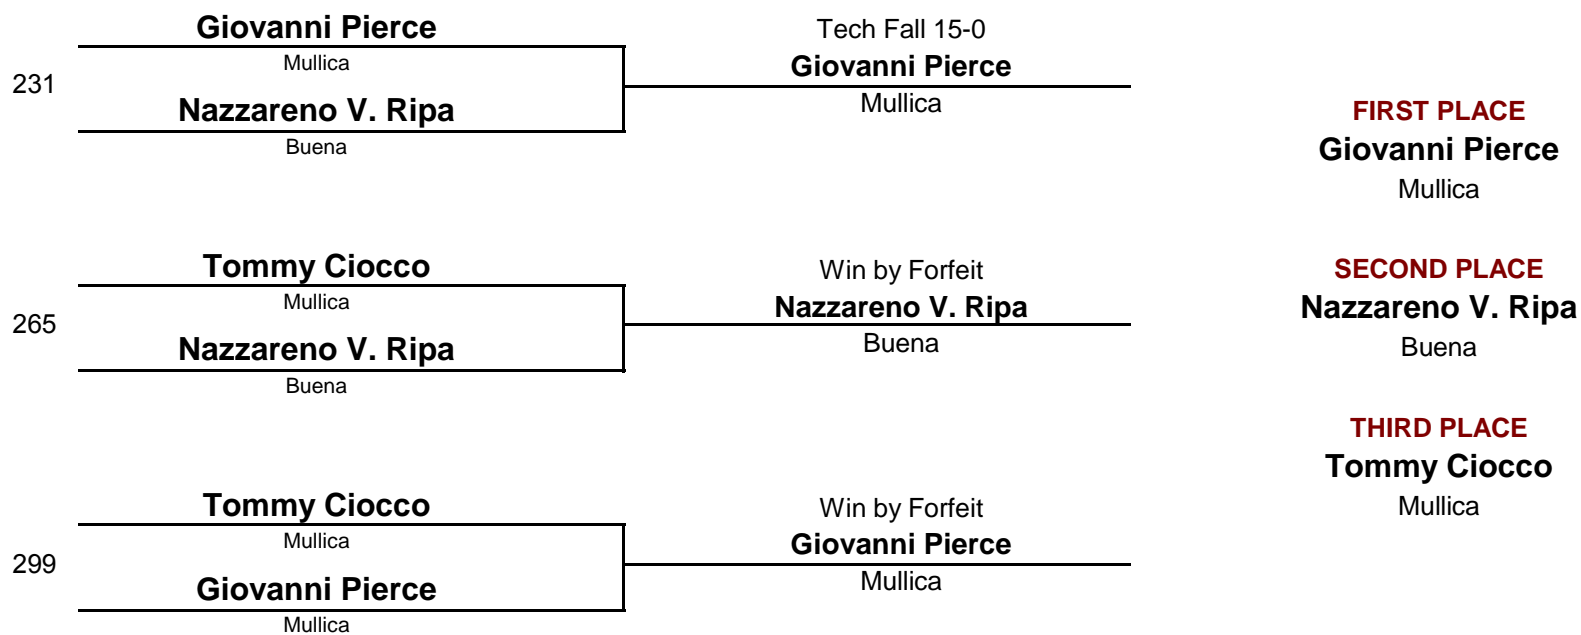 Giovanni Pierce
Mullica
231
Nazzareno V. Ripa
Buena
Tech Fall 15-0
Giovanni Pierce
Mullica
Tommy Ciocco
Mullica
265
Nazzareno V. Ripa
Buena
Win by Forfeit
Nazzareno V. Ripa
Buena
Tommy Ciocco
Mullica
299
Giovanni Pierce
Mullica
Win by Forfeit
Giovanni Pierce
Mullica
FIRST PLACE
Giovanni Pierce
Mullica
SECOND PLACE
Nazzareno V. Ripa
Buena
THIRD PLACE
Tommy Ciocco
Mullica